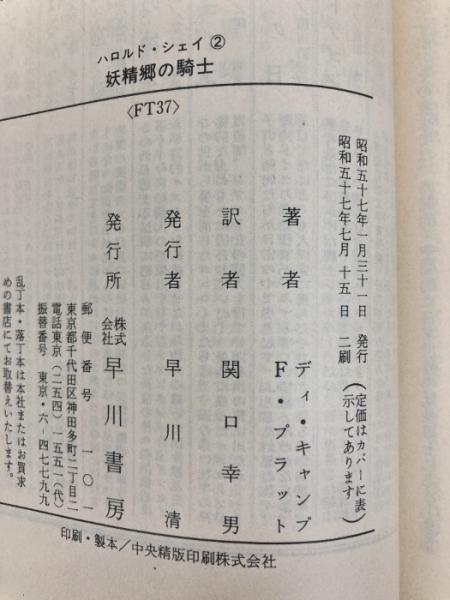 ハロルド・シェイ②
妖精郷の騎士
〈FT37〉
昭和五十七年一月三十一日 発行
昭和五十七年七月十五日 二刷
（定価はカバーに表
示してあります）
著者 ディ・キャンプ
F・プラット
訳者 関口幸男
発行者 早川清
発行所 株式会社 早川書房
郵便番号 一〇一
東京都千代田区神田多町二丁目二
電話東京（二五四）一五五一（代）
振替番号 東京・六－四七七九九
乱丁本・落丁本は本社またはお買求
めの書店にてお取替えいたします。
印刷・製本／中央精版印刷株式会社